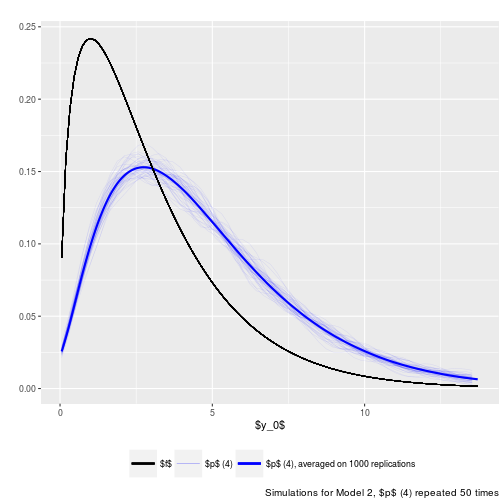 0.25
0.20
0.15
0.10
0.05
0.00
0
5
10
$y_0$
$f$
$p$ (4)
$p$ (4), averaged on 1000 replications
Simulations for Model 2, $p$ (4) repeated 50 times